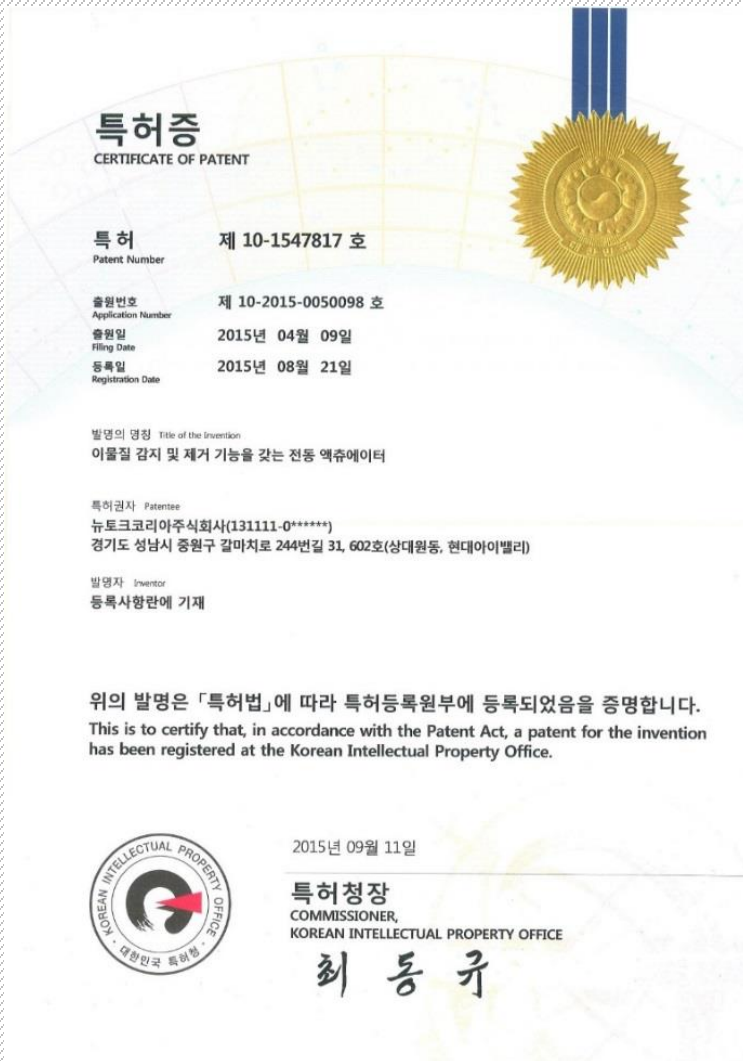 특허증
CERTIFICATE OF PATENT
특허 제 10-1547817 호
Patent Number
출원번호 제 10-2015-0050098 호
Application Number
출원일 2015년 04월 09일
Filing Date
등록일 2015년 08월 21일
Registration Date
발명의 명칭 Title of the Invention
이물질 감지 및 제거 기능을 갖는 전동 액츄에이터
특허권자 Patentee
뉴토크코리아주식회사(131111-0******)
경기도 성남시 중원구 갈마치로 244번길 31, 602호(상대원동, 현대아이밸리)
발명자 Inventor
등록사항란에 기재
위의 발명은 「특허법」에 따라 특허등록원부에 등록되었음을 증명합니다.
This is to certify that, in accordance with the Patent Act, a patent for the invention
has been registered at the Korean Intellectual Property Office.
2015년 09월 11일
특허청장
COMMISSIONER,
KOREAN INTELLECTUAL PROPERTY OFFICE
최동규
KOREAN INTELLECTUAL PROPERTY OFFICE
대한민국 특허청